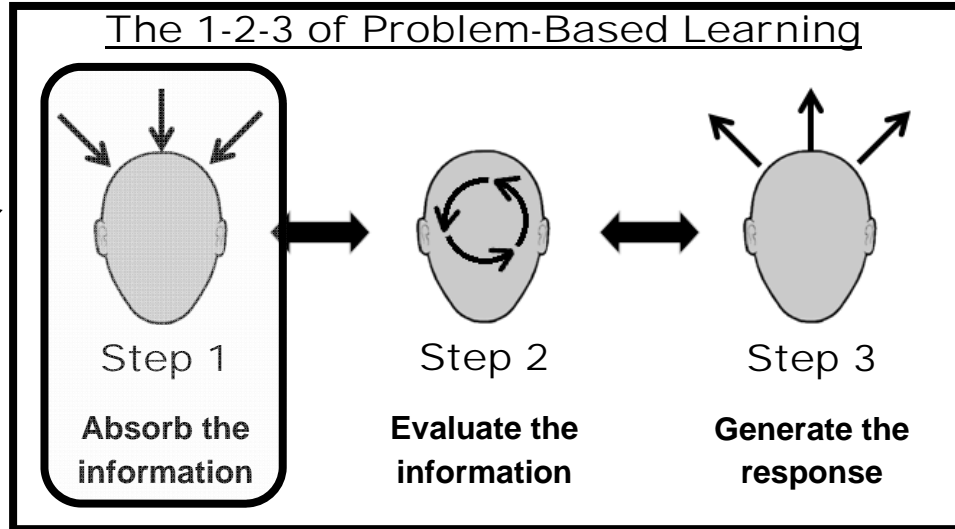 The 1-2-3 of Problem-Based Learning
Step 1
Absorb the
information
Step 2
Evaluate the
information
Step 3
Generate the
response